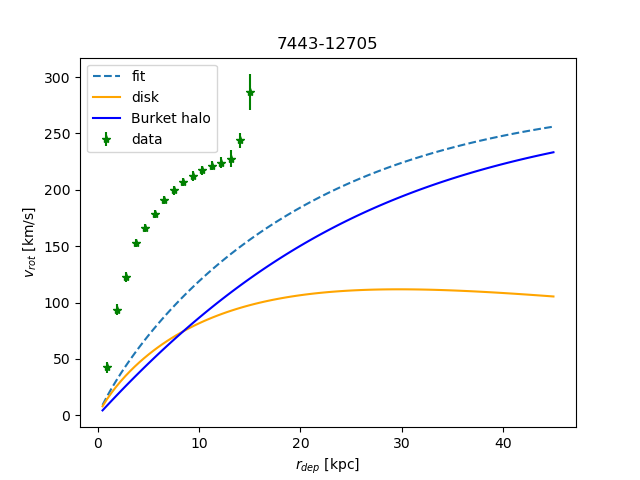 7443-12705
fit
disk
Burket halo
data
300
250
200
150
100
50
0
v_rot [km/s]
0 10 20 30 40
r_dep [kpc]